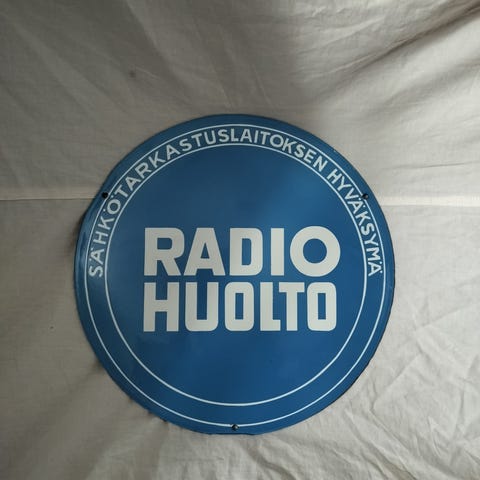 SÄHKÖTARKASTUSLAITOKSEN HYVÄKSYMÄ
RADIO
HUOLTO